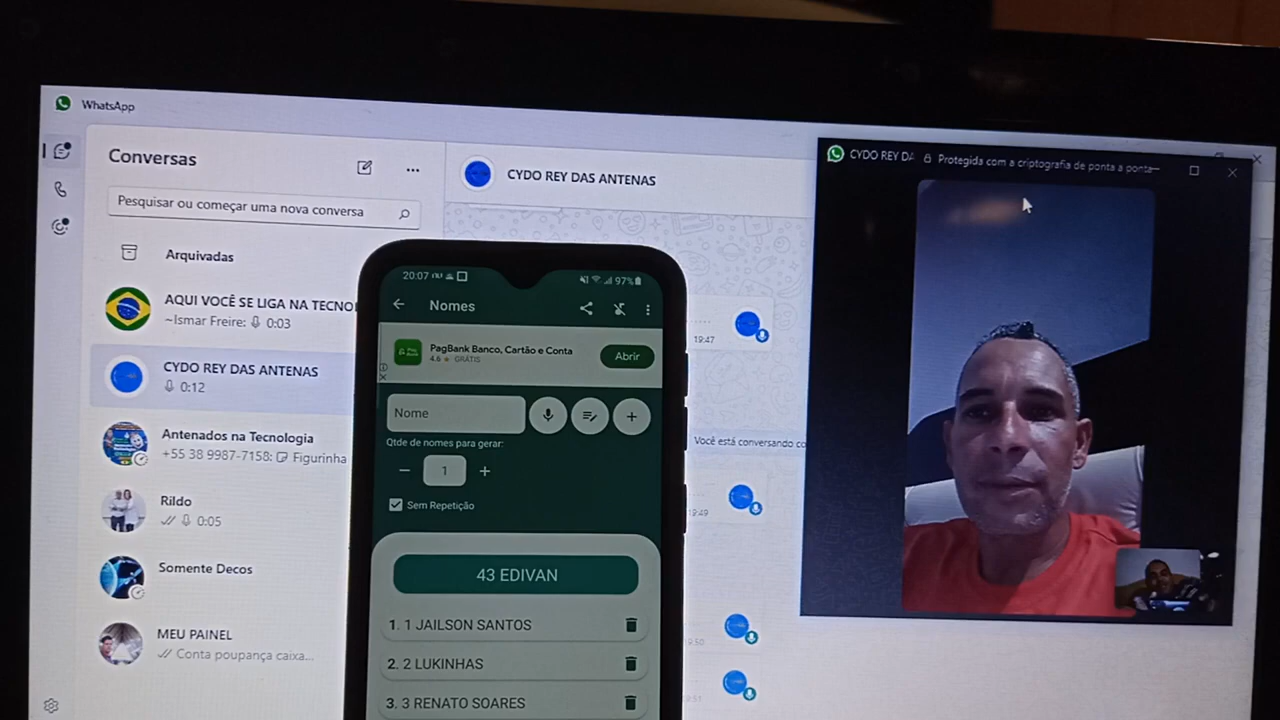 WhatsApp
Conversas
Pesquisar ou começar uma nova conversa
Arquivadas
AQUI VOCÊ SE LIGA NA TECNO
~Ismar Freire: 0:03
CYDO REY DAS ANTENAS
0:12
Antenados na Tecnologia
+55 38 9987-7158: Figurinha
Rildo
0:05
Somente Decos
MEU PAINEL
Conta poupança caixa...
CYDO REY DAS ANTENAS
19:47
Você está conversando co
19:49
19:50
19:51
CYDO REY DA Protegida com a criptografia de ponta a ponta
20:07 97%
Nomes
PagBank Banco, Cartão e Conta
4.6 ★ GRÁTIS
Abrir
Nome
Qtde de nomes para gerar:
− 1 +
Sem Repetição
43 EDIVAN
1. 1 JAILSON SANTOS
2. 2 LUKINHAS
3. 3 RENATO SOARES